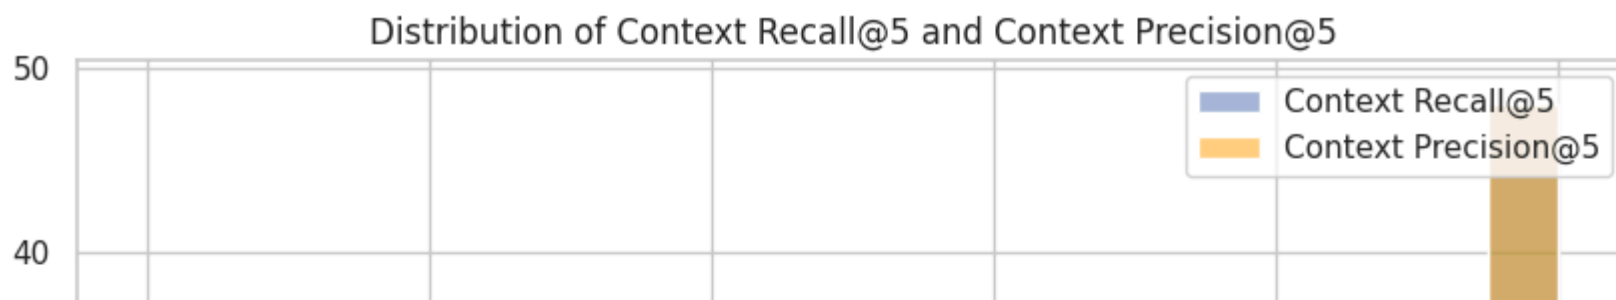 Distribution of Context Recall@5 and Context Precision@5
50
Context Recall@5
Context Precision@5
40